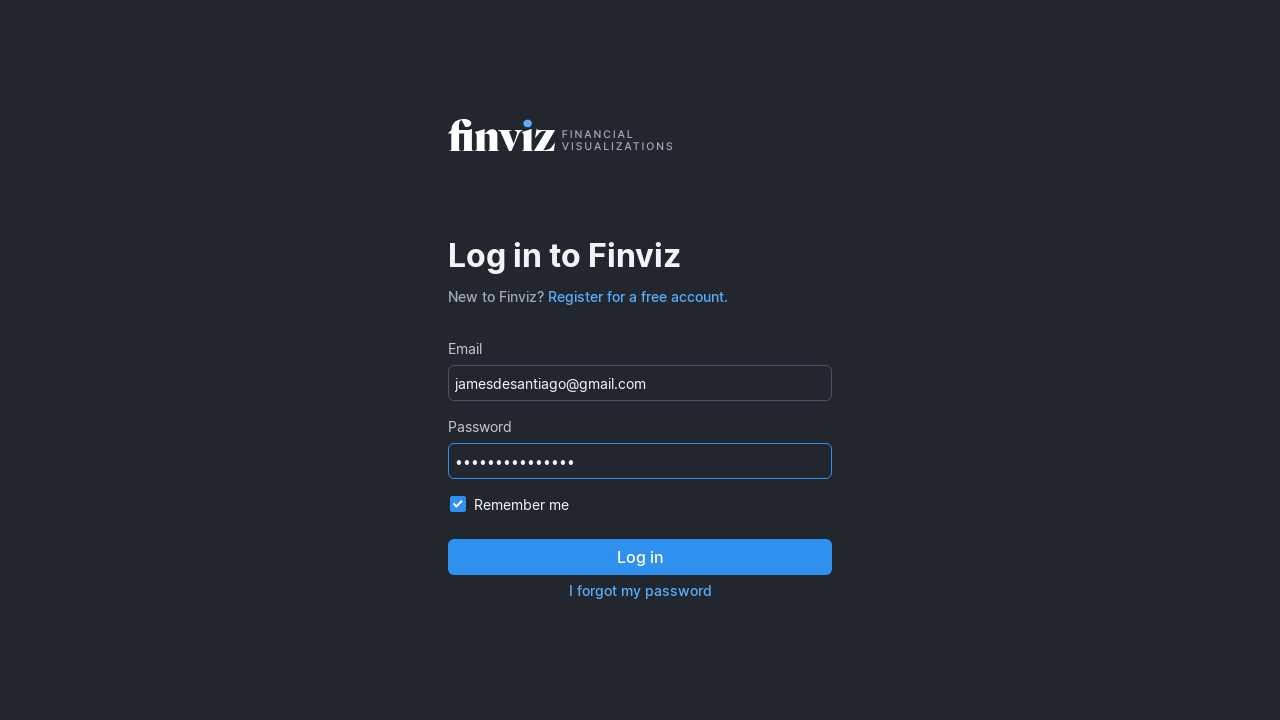 finviz FINANCIAL
VISUALIZATIONS
Log in to Finviz
New to Finviz? Register for a free account.
Email
jamesdesantiago@gmail.com
Password
•••••••••••••••
Remember me
Log in
I forgot my password